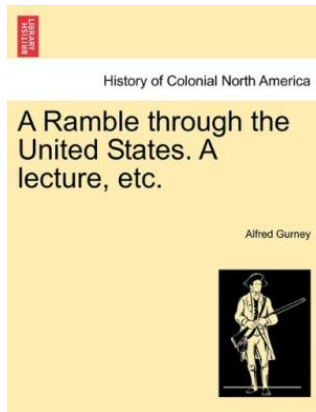 BRITISH
LIBRARY
History of Colonial North America
A Ramble through the
United States. A
lecture, etc.
Alfred Gurney